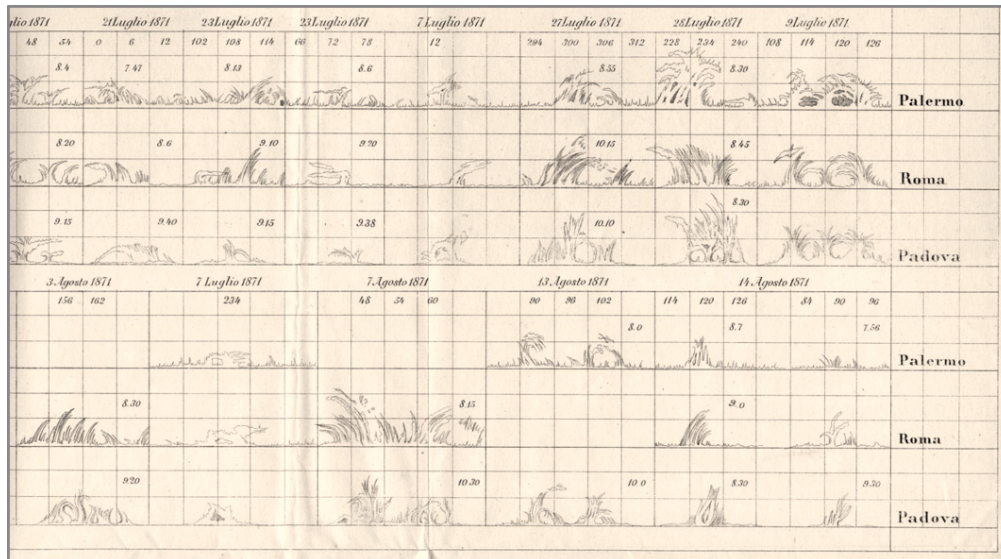 lio 1871 21 Luglio 1871 23 Luglio 1871 23 Luglio 1871 7 Luglio 1871 27 Luglio 1871 28 Luglio 1871 9 Luglio 1871.
48 54 0 6 12 102 108 114 66 72 78 12 294 300 306 312 228 234 240 108 114 120 126
8.4 7.47 8.13 8.6 8.55 8.30
Palermo
8.20 8.6 9.10 9.20 10.15 8.45
Roma
8.30
9.15 9.40 9.15 9.38 10.10
Padova
3 Agosto 1871 7 Luglio 1871 7 Agosto 1871 13 Agosto 1871 14 Agosto 1871
156 162 234 48 54 60 90 96 102 114 120 126 84 90 96
8.0 8.7 7.56
Palermo
8.30 8.15 9.0
Roma
9.20 10.30 10.0 8.30 9.30
Padova